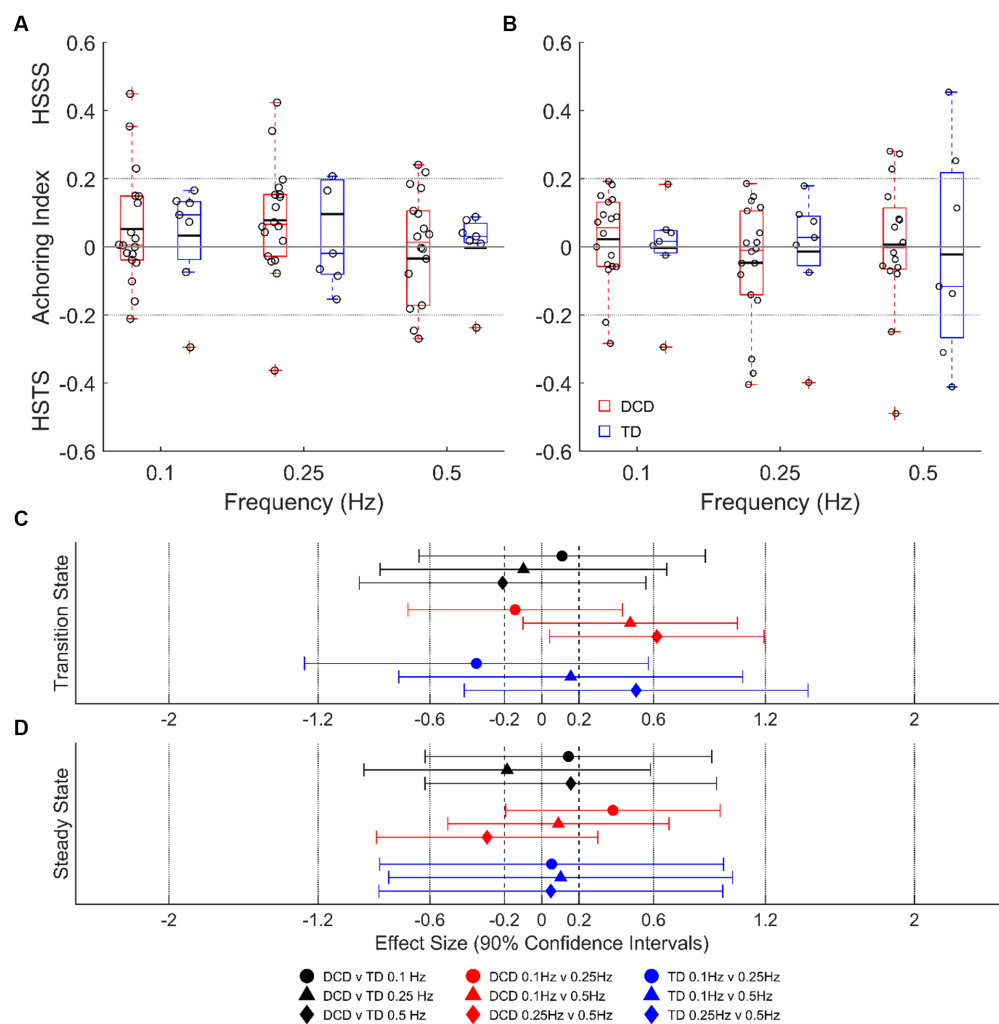 A
B
0.6
0.4
0.2
0
-0.2
-0.4
-0.6
HSSS
Achoring Index
HSTS
0.1
0.25
0.5
Frequency (Hz)
0.6
0.4
0.2
0
-0.2
-0.4
-0.6
DCD
TD
0.1
0.25
0.5
Frequency (Hz)
C
Transition State
-2
-1.2
-0.6
-0.2
0
0.2
0.6
1.2
2
D
Steady State
-2
-1.2
-0.6
-0.2
0
0.2
0.6
1.2
2
Effect Size (90% Confidence Intervals)
DCD v TD 0.1 Hz
DCD v TD 0.25 Hz
DCD v TD 0.5 Hz
DCD 0.1Hz v 0.25Hz
DCD 0.1Hz v 0.5Hz
DCD 0.25Hz v 0.5Hz
TD 0.1Hz v 0.25Hz
TD 0.1Hz v 0.5Hz
TD 0.25Hz v 0.5Hz